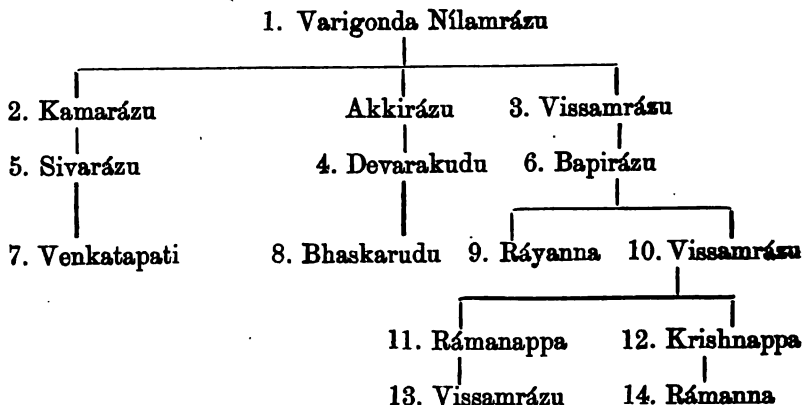 1. Varigonda Nílamrázu
2. Kamarázu Akkirázu 3. Vissamrázu
5. Sivarázu 4. Devarakudu 6. Bapirázu
7. Venkatapati 8. Bhaskarudu 9. Ráyanna 10. Vissamrázu
11. Rámanappa 12. Krishnappa
13. Vissamrázu 14. Rámanna